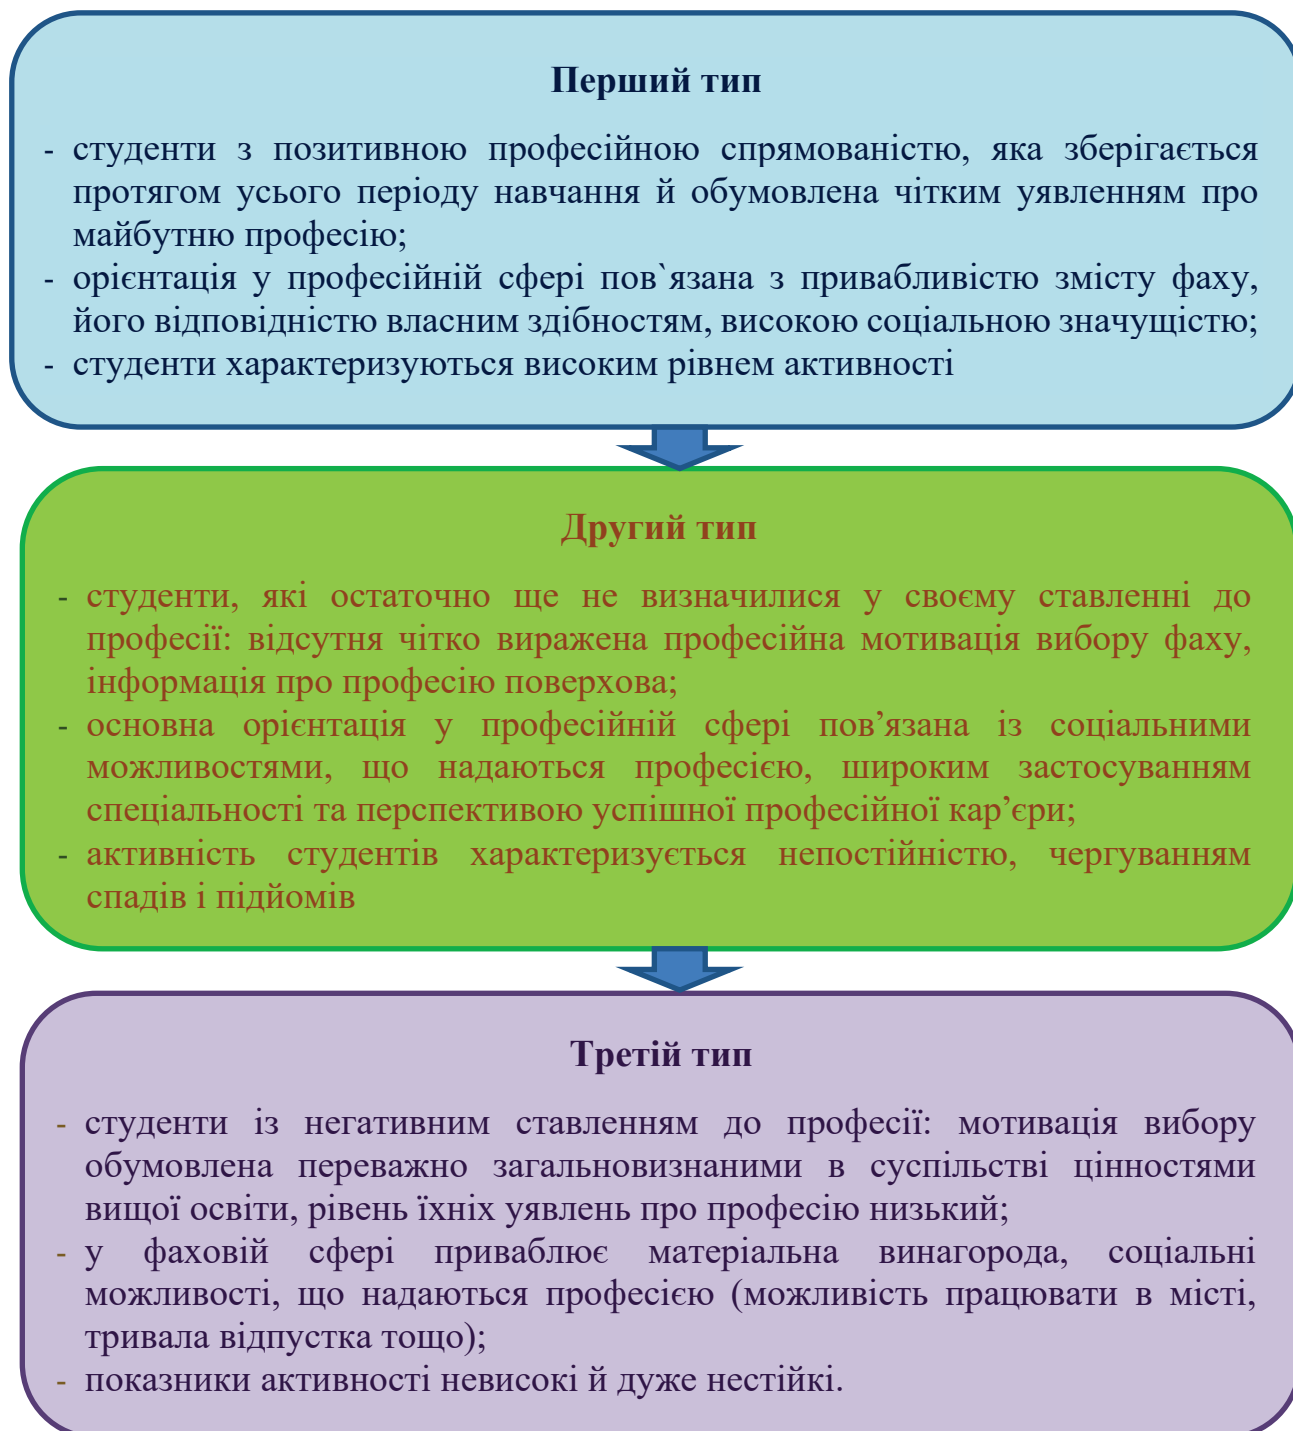 Перший тип
- студенти з позитивною професійною спрямованістю, яка зберігається
протягом усього періоду навчання й обумовлена чітким уявленням про
майбутню професію;
- орієнтація у професійній сфері пов`язана з привабливістю змісту фаху,
його відповідністю власним здібностям, високою соціальною значущістю;
- студенти характеризуються високим рівнем активності
Другий тип
- студенти, які остаточно ще не визначилися у своєму ставленні до
професії: відсутня чітко виражена професійна мотивація вибору фаху,
інформація про професію поверхова;
- основна орієнтація у професійній сфері пов’язана із соціальними
можливостями, що надаються професією, широким застосуванням
спеціальності та перспективою успішної професійної кар’єри;
- активність студентів характеризується непостійністю, чергуванням
спадів і підйомів
Третій тип
- студенти із негативним ставленням до професії: мотивація вибору
обумовлена переважно загальновизнаними в суспільстві цінностями
вищої освіти, рівень їхніх уявлень про професію низький;
- у фаховій сфері приваблює матеріальна винагорода, соціальні
можливості, що надаються професією (можливість працювати в місті,
тривала відпустка тощо);
- показники активності невисокі й дуже нестійкі.